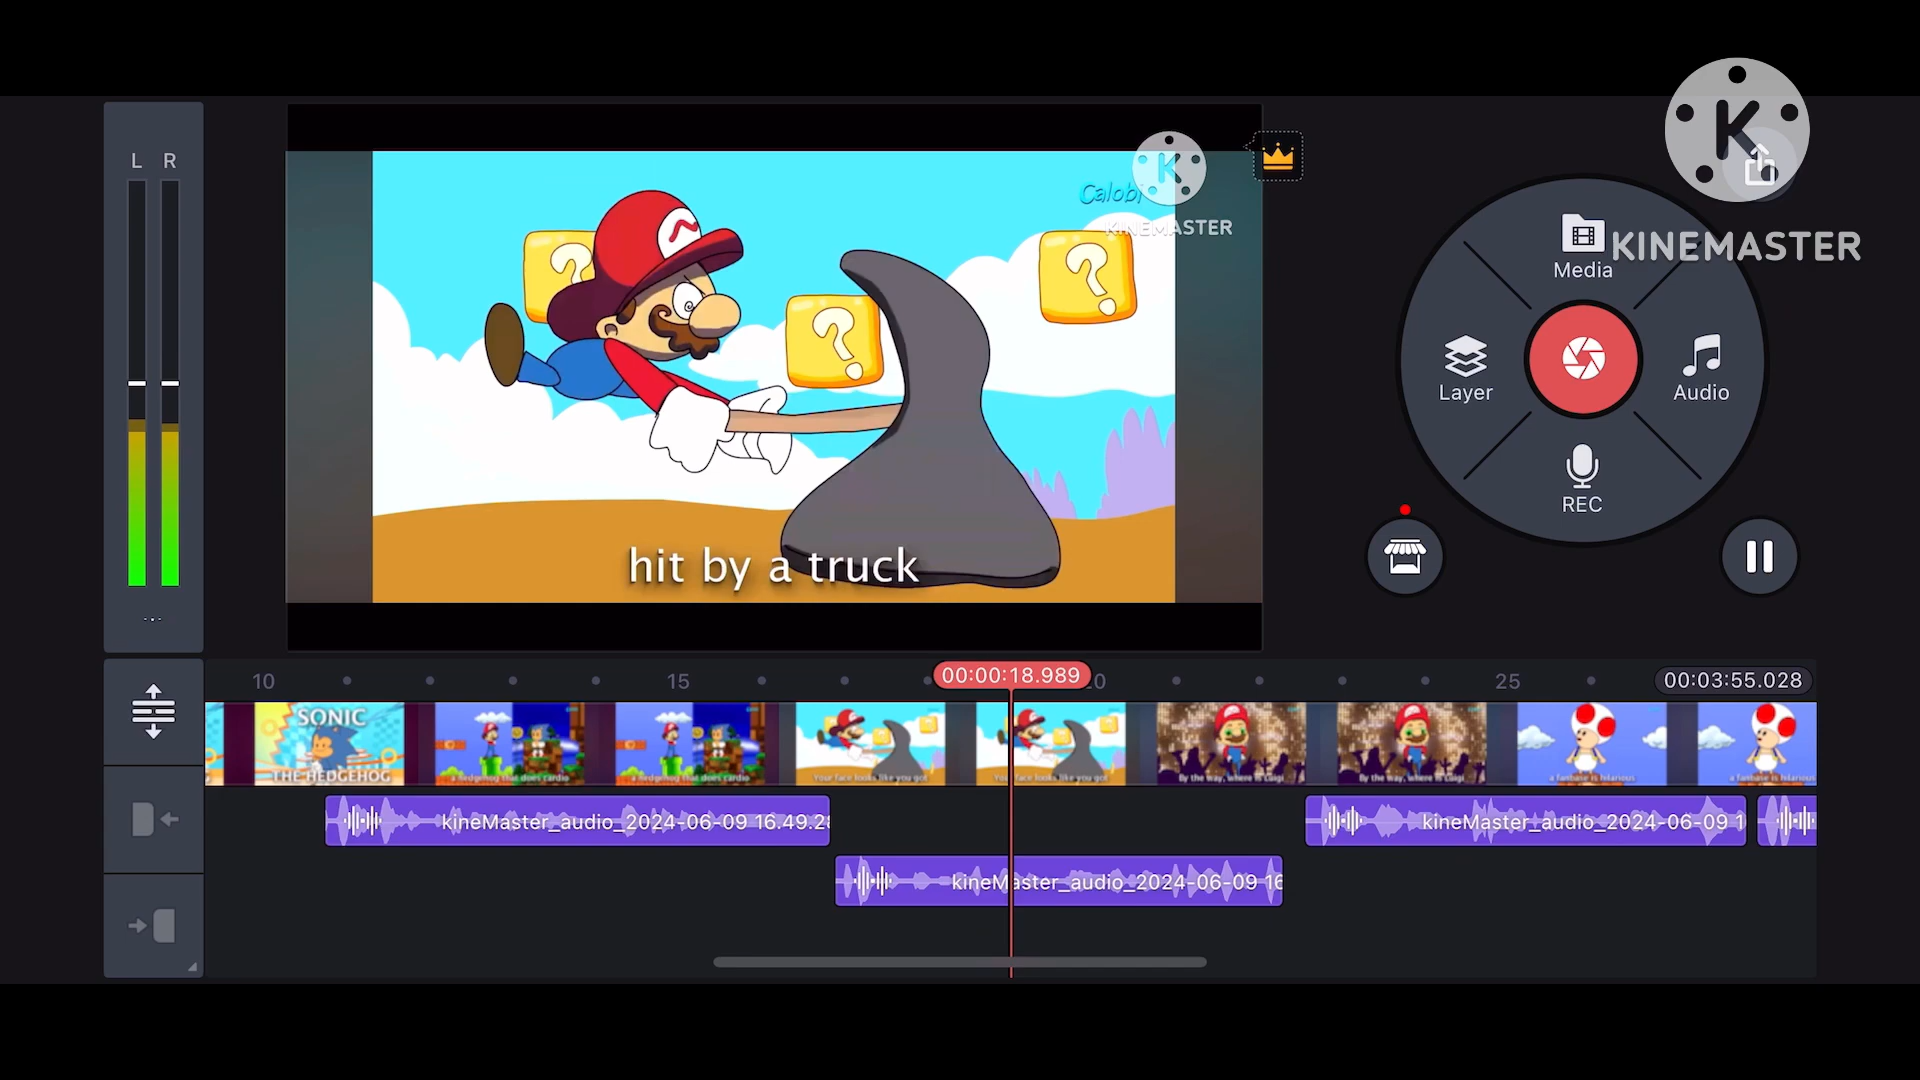 L R
Calobi
KINEMASTER
KINEMASTER
Media
Layer
Audio
REC
hit by a truck
10
15
00:00:18.989
20
25
00:03:55.028
SONIC
THE HEDGEHOG
a hedgehog that does cardio
a hedgehog that does cardio
Your face looks like you got
Your face looks like you got
By the way, where is Luigi
By the way, where is Luigi
a fanbase is hilarious
a fanbase is hilarious
kineMaster_audio_2024-06-09 16.49.2
kineMaster_audio_2024-06-09 1
kineMaster_audio_2024-06-09 16